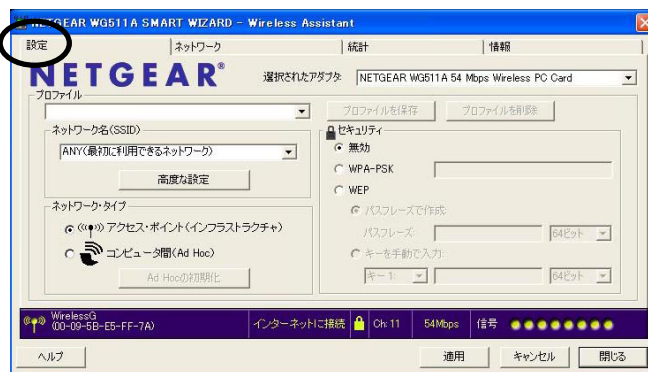 NETGEAR WG511A SMART WIZARD - Wireless Assistant
設定 ネットワーク 統計 情報
NETGEAR®
選択されたアダプタ: NETGEAR WG511A 54 Mbps Wireless PC Card
プロファイル
プロファイルを保存 プロファイルを削除
ネットワーク名(SSID)
ANY(最初に利用できるネットワーク)
高度な設定
ネットワーク・タイプ
アクセス・ポイント(インフラストラクチャ)
コンピュータ間(Ad Hoc)
Ad Hocの初期化
セキュリティ
無効
WPA-PSK
WEP
パスフレーズで作成:
パスフレーズ: 64ビット
キーを手動で入力:
キー 1: 64ビット
WirelessG
(00-09-5B-E5-FF-7A)
インターネットに接続 Ch: 11 54Mbps 信号
ヘルプ 適用 キャンセル 閉じる